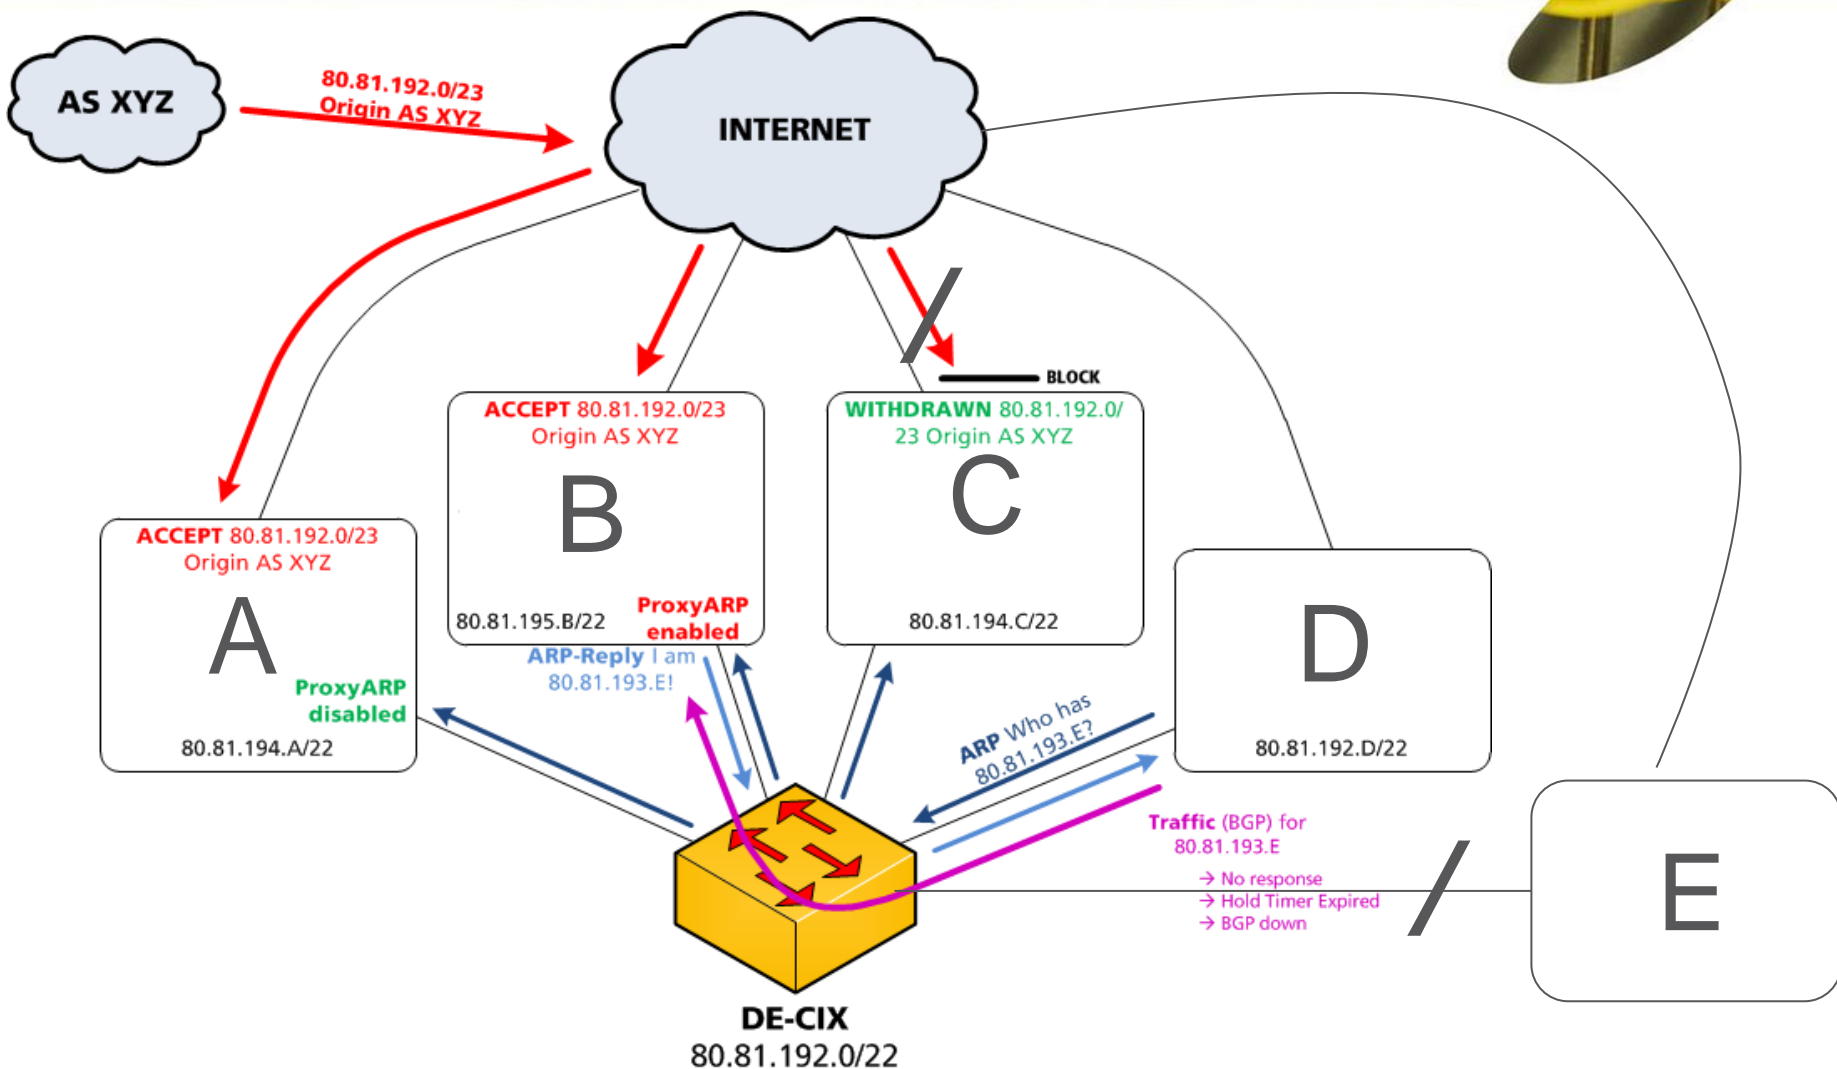 AS XYZ
80.81.192.0/23
Origin AS XYZ
INTERNET
BLOCK
ACCEPT 80.81.192.0/23
Origin AS XYZ
B
80.81.195.B/22
ProxyARP
enabled
WITHDRAWN 80.81.192.0/
23 Origin AS XYZ
C
80.81.194.C/22
ACCEPT 80.81.192.0/23
Origin AS XYZ
A
ProxyARP
disabled
80.81.194.A/22
D
80.81.192.D/22
ARP-Reply I am
80.81.193.E!
ARP Who has
80.81.193.E?
Traffic (BGP) for
80.81.193.E
→ No response
→ Hold Timer Expired
→ BGP down
E
DE-CIX
80.81.192.0/22